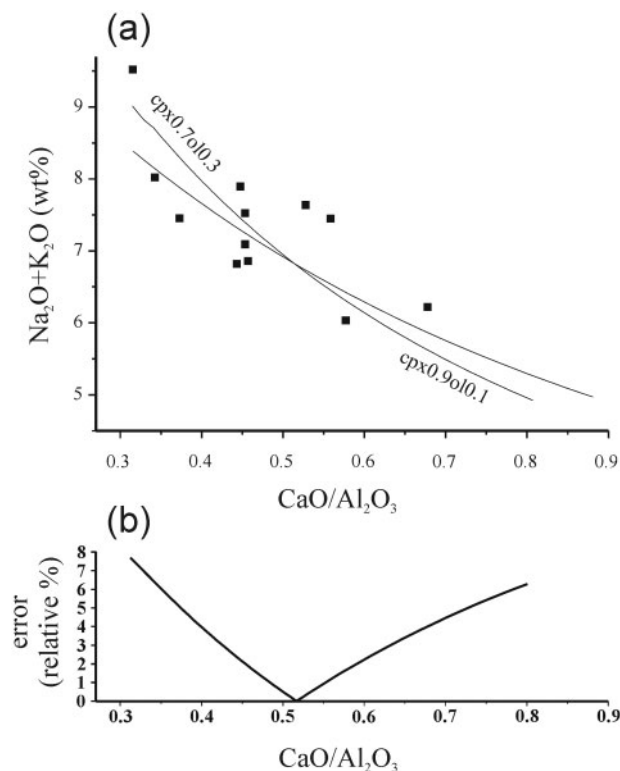 (a)
9
8
7
6
5
Na₂O+K₂O (wt%)
cpx0.7ol0.3
cpx0.9ol0.1
0.3 0.4 0.5 0.6 0.7 0.8 0.9
CaO/Al₂O₃
(b)
8
7
6
5
4
3
2
1
0
error
(relative %)
0.3 0.4 0.5 0.6 0.7 0.8 0.9
CaO/Al₂O₃